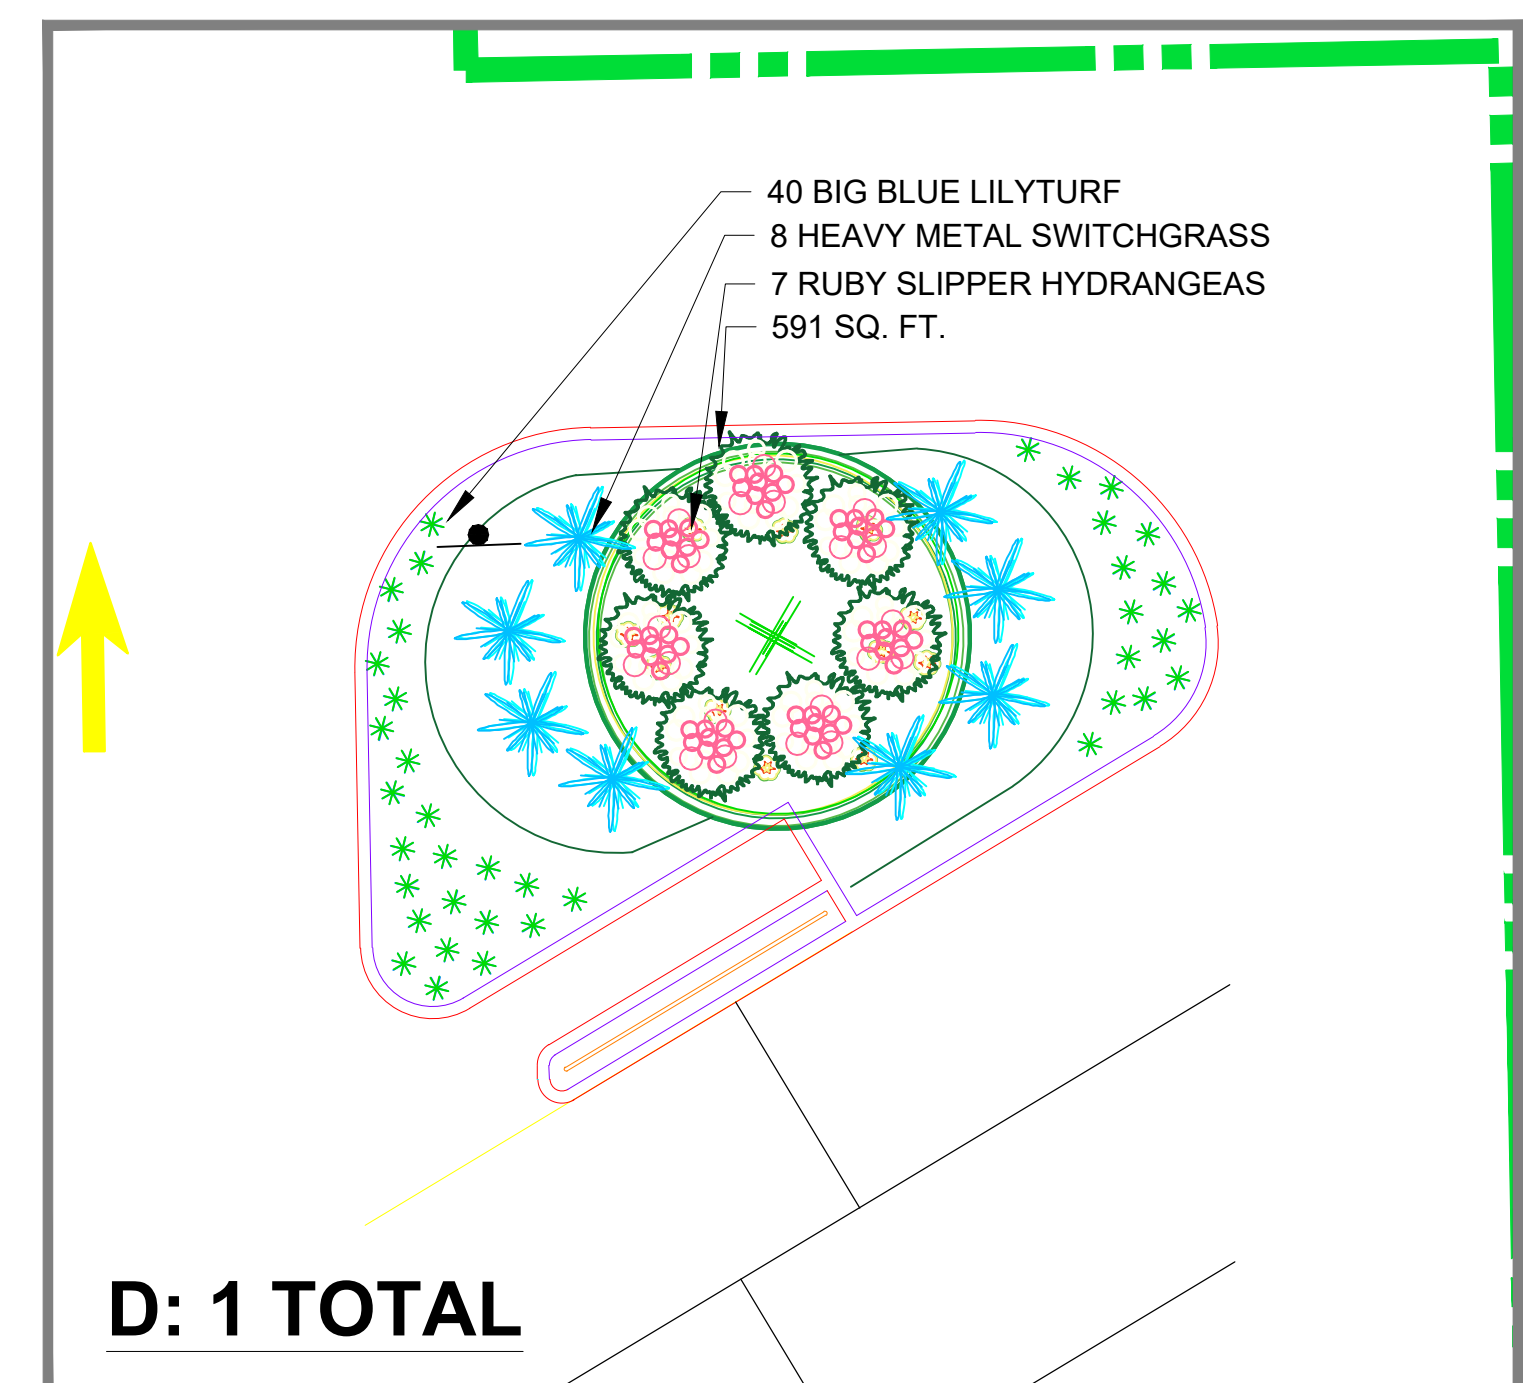 40 BIG BLUE LILYTURF
8 HEAVY METAL SWITCHGRASS
7 RUBY SLIPPER HYDRANGEAS
591 SQ. FT.
D: 1 TOTAL